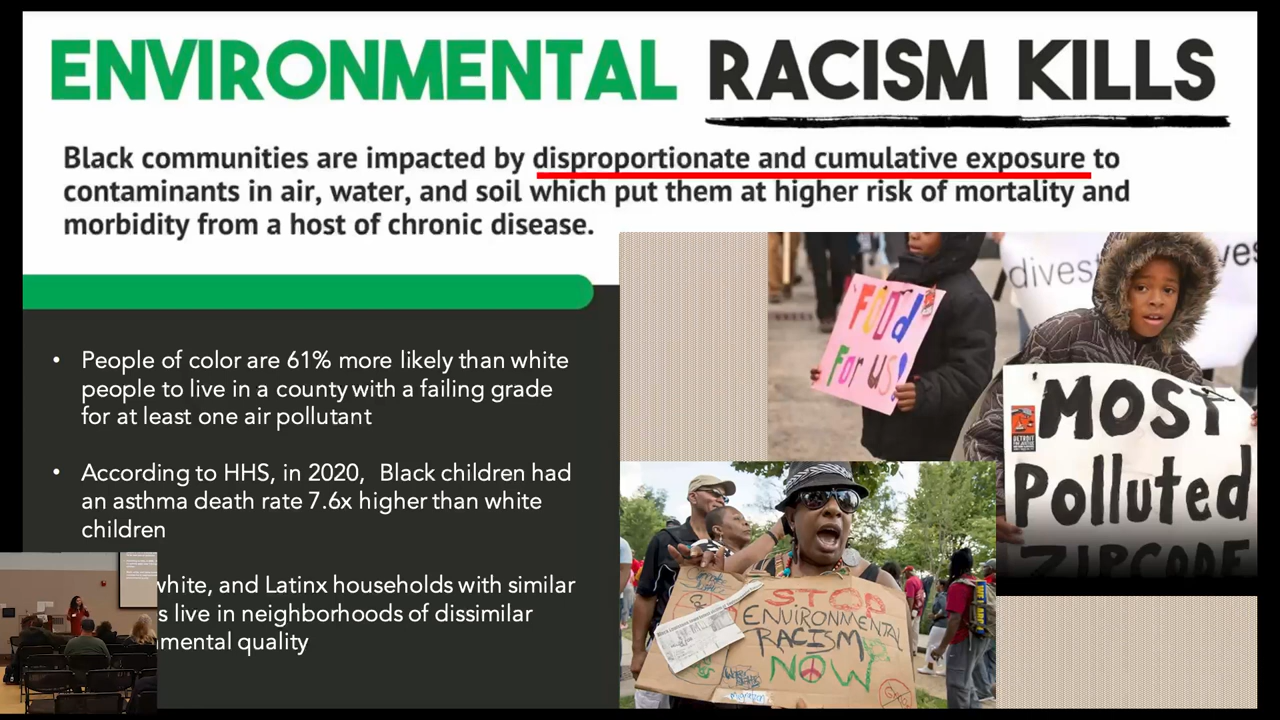 ENVIRONMENTAL RACISM KILLS
Black communities are impacted by disproportionate and cumulative exposure to
contaminants in air, water, and soil which put them at higher risk of mortality and
morbidity from a host of chronic disease.
• People of color are 61% more likely than white
people to live in a county with a failing grade
for at least one air pollutant
• According to HHS, in 2020, Black children had
an asthma death rate 7.6x higher than white
children
white, and Latinx households with similar
live in neighborhoods of dissimilar
quality
FOOD
For us!
dives
MOST
Polluted
ZIPCODE
STOP
ENVIRONMENTAL
RACISM
NOW
migration